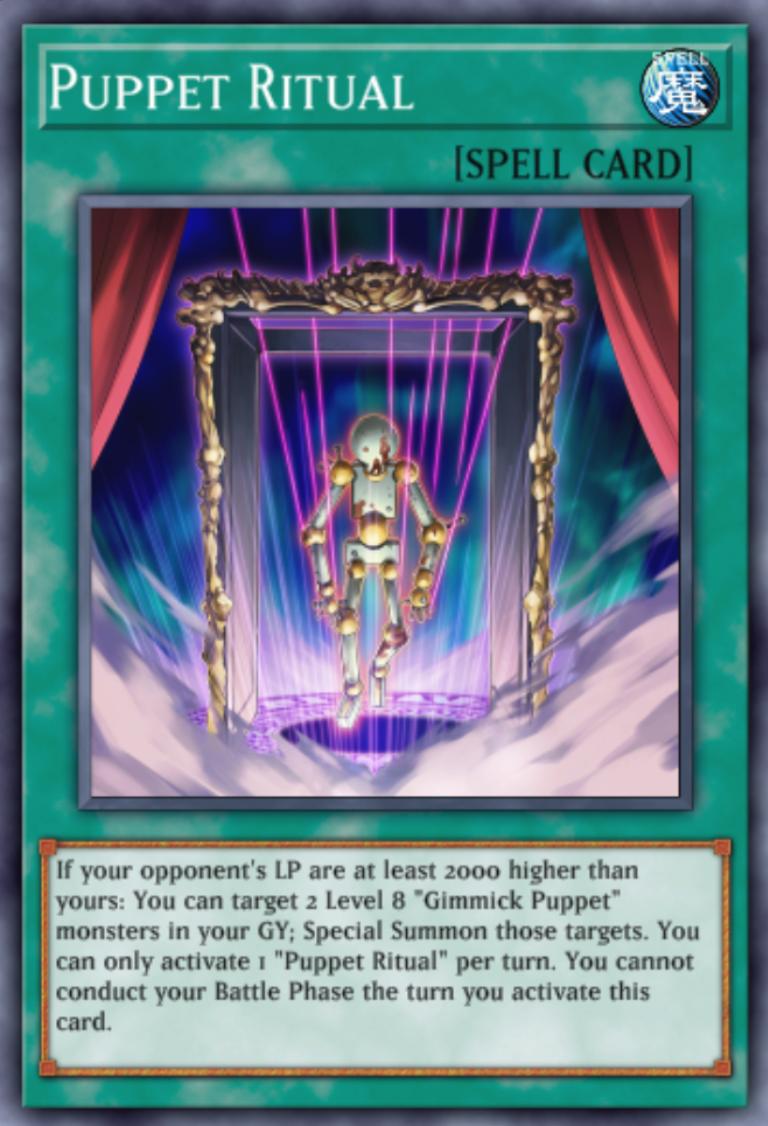 PUPPET RITUAL
SPELL
魔
[SPELL CARD]
If your opponent's LP are at least 2000 higher than
yours: You can target 2 Level 8 "Gimmick Puppet"
monsters in your GY; Special Summon those targets. You
can only activate 1 "Puppet Ritual" per turn. You cannot
conduct your Battle Phase the turn you activate this
card.